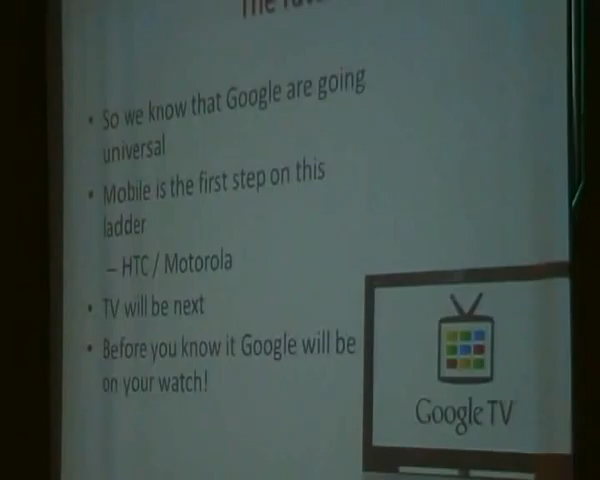 The
• So we know that Google are going
universal
• Mobile is the first step on this
ladder
– HTC / Motorola
• TV will be next
• Before you know it Google will be
on your watch!
Google TV